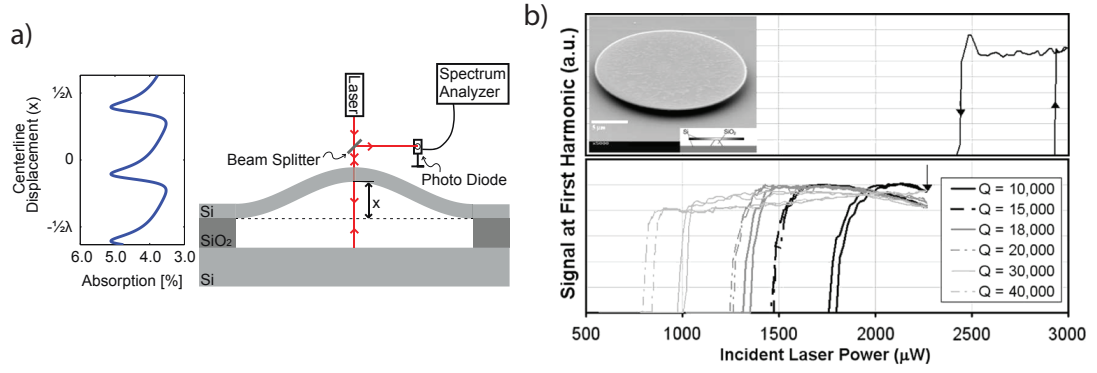 a)
½λ
0
-½λ
Centerline
Displacement (x)
6.0 5.0 4.0 3.0
Absorption [%]
Laser
Spectrum
Analyzer
Beam Splitter
Photo Diode
x
Si
SiO₂
Si
b)
Signal at First Harmonic (a.u.)
1µm
x5000
Si
SiO₂
Q = 10,000
Q = 15,000
Q = 18,000
Q = 20,000
Q = 30,000
Q = 40,000
500 1000 1500 2000 2500 3000
Incident Laser Power (µW)